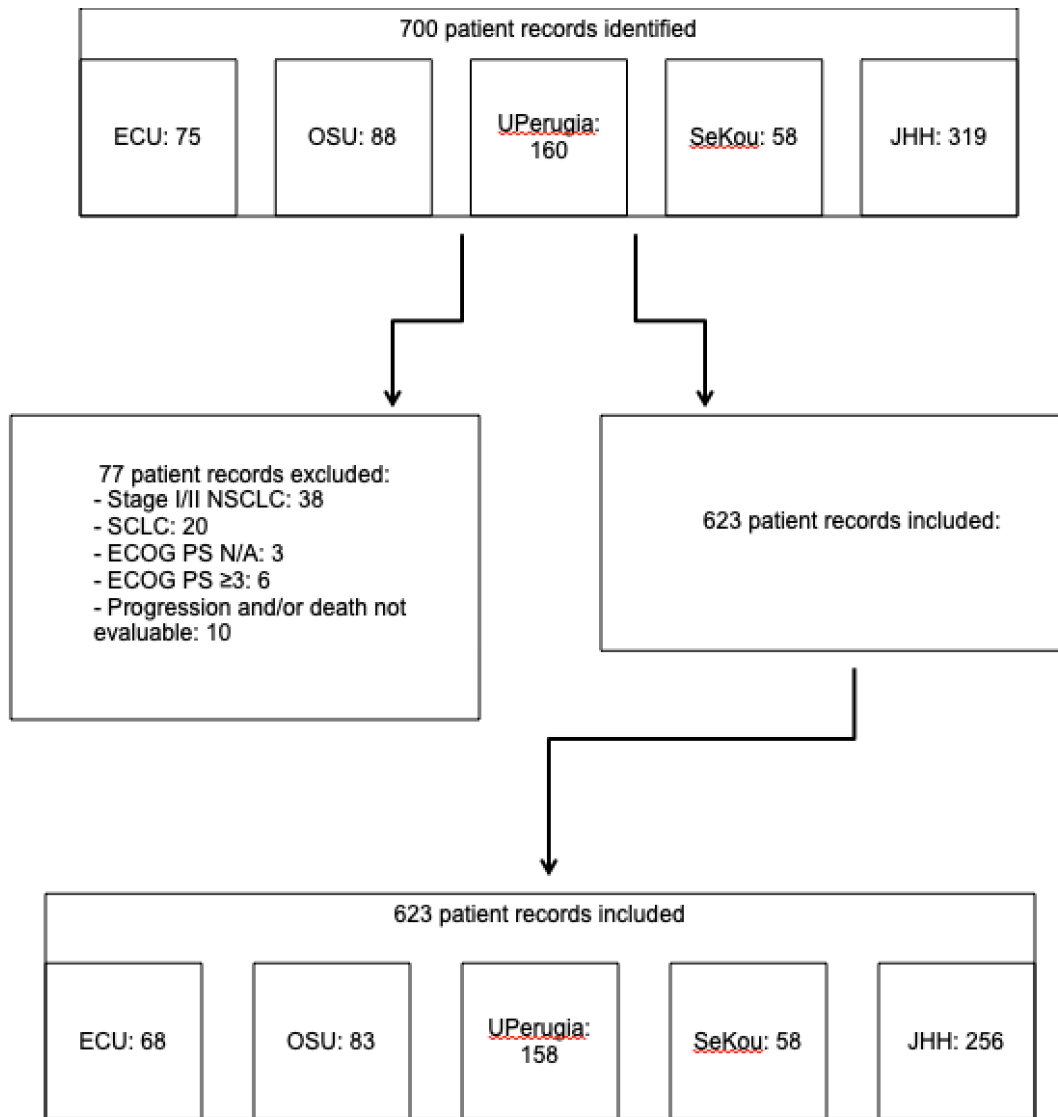 700 patient records identified
ECU: 75
OSU: 88
UPerugia:
160
SeKou: 58
JHH: 319
77 patient records excluded:
- Stage I/II NSCLC: 38
- SCLC: 20
- ECOG PS N/A: 3
- ECOG PS ≥3: 6
- Progression and/or death not
evaluable: 10
623 patient records included:
623 patient records included
ECU: 68
OSU: 83
UPerugia:
158
SeKou: 58
JHH: 256